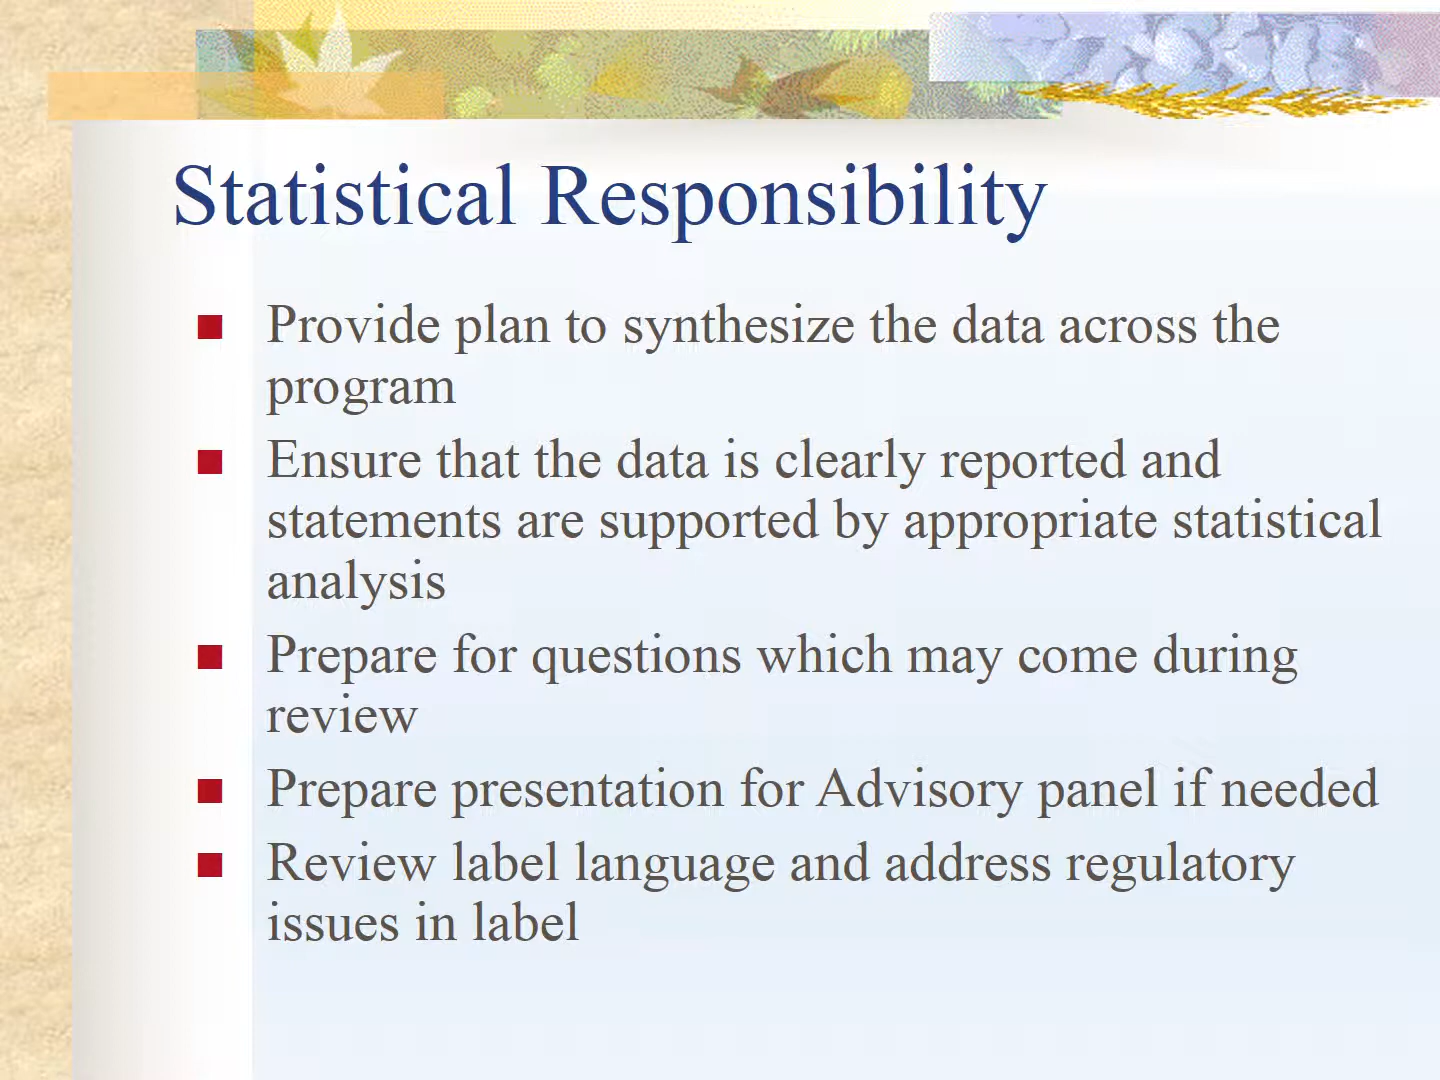 Statistical Responsibility
Provide plan to synthesize the data across the
program
Ensure that the data is clearly reported and
statements are supported by appropriate statistical
analysis
Prepare for questions which may come during
review
Prepare presentation for Advisory panel if needed
Review label language and address regulatory
issues in label